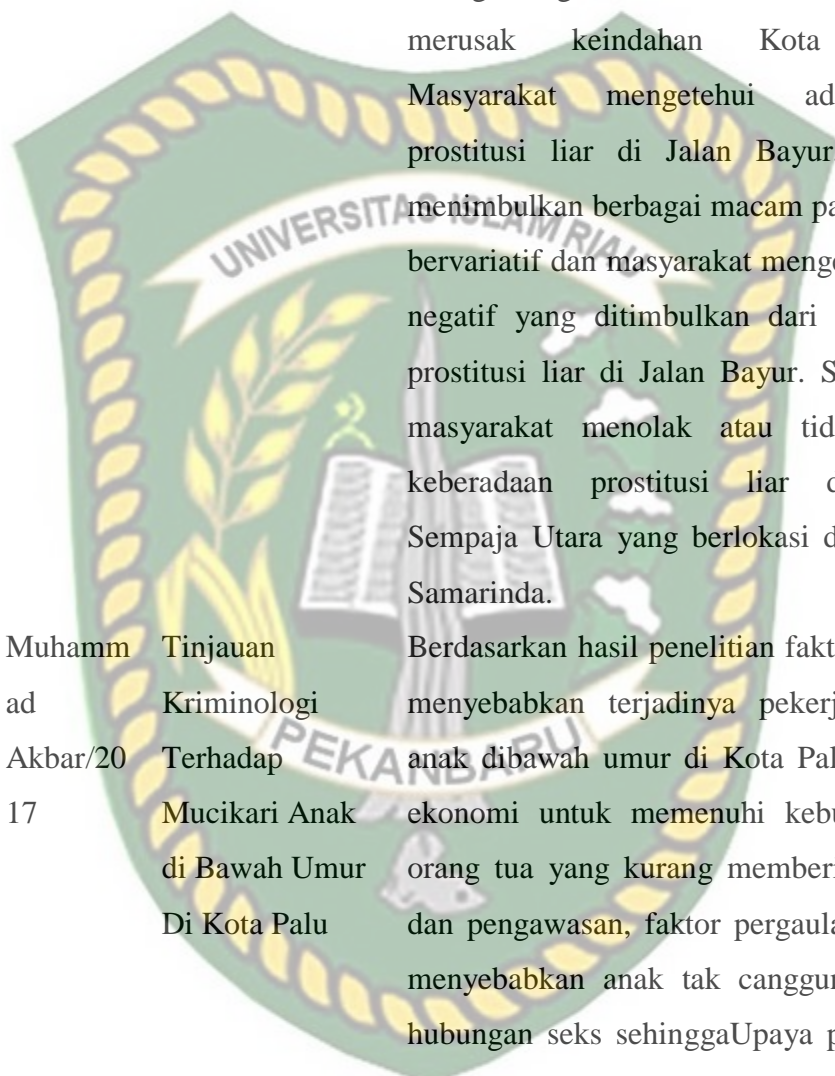 merusak keindahan Kota
Masyarakat mengetehui ad
prostitusi liar di Jalan Bayur
menimbulkan berbagai macam pa
bervariatif dan masyarakat meng
negatif yang ditimbulkan dari
prostitusi liar di Jalan Bayur. S
masyarakat menolak atau tid
keberadaan prostitusi liar
Sempaja Utara yang berlokasi d
Samarinda.
UNIVERSITAS ISLAM RIAU
Muhamm
ad
Akbar/20
17
Tinjauan
Kriminologi
Terhadap
Mucikari Anak
di Bawah Umur
Di Kota Palu
Berdasarkan hasil penelitian fakt
menyebabkan terjadinya pekerj
anak dibawah umur di Kota Pal
ekonomi untuk memenuhi kebu
orang tua yang kurang member
dan pengawasan, faktor pergaula
menyebabkan anak tak canggun
hubungan seks sehinggaUpaya p
PEKANBARU